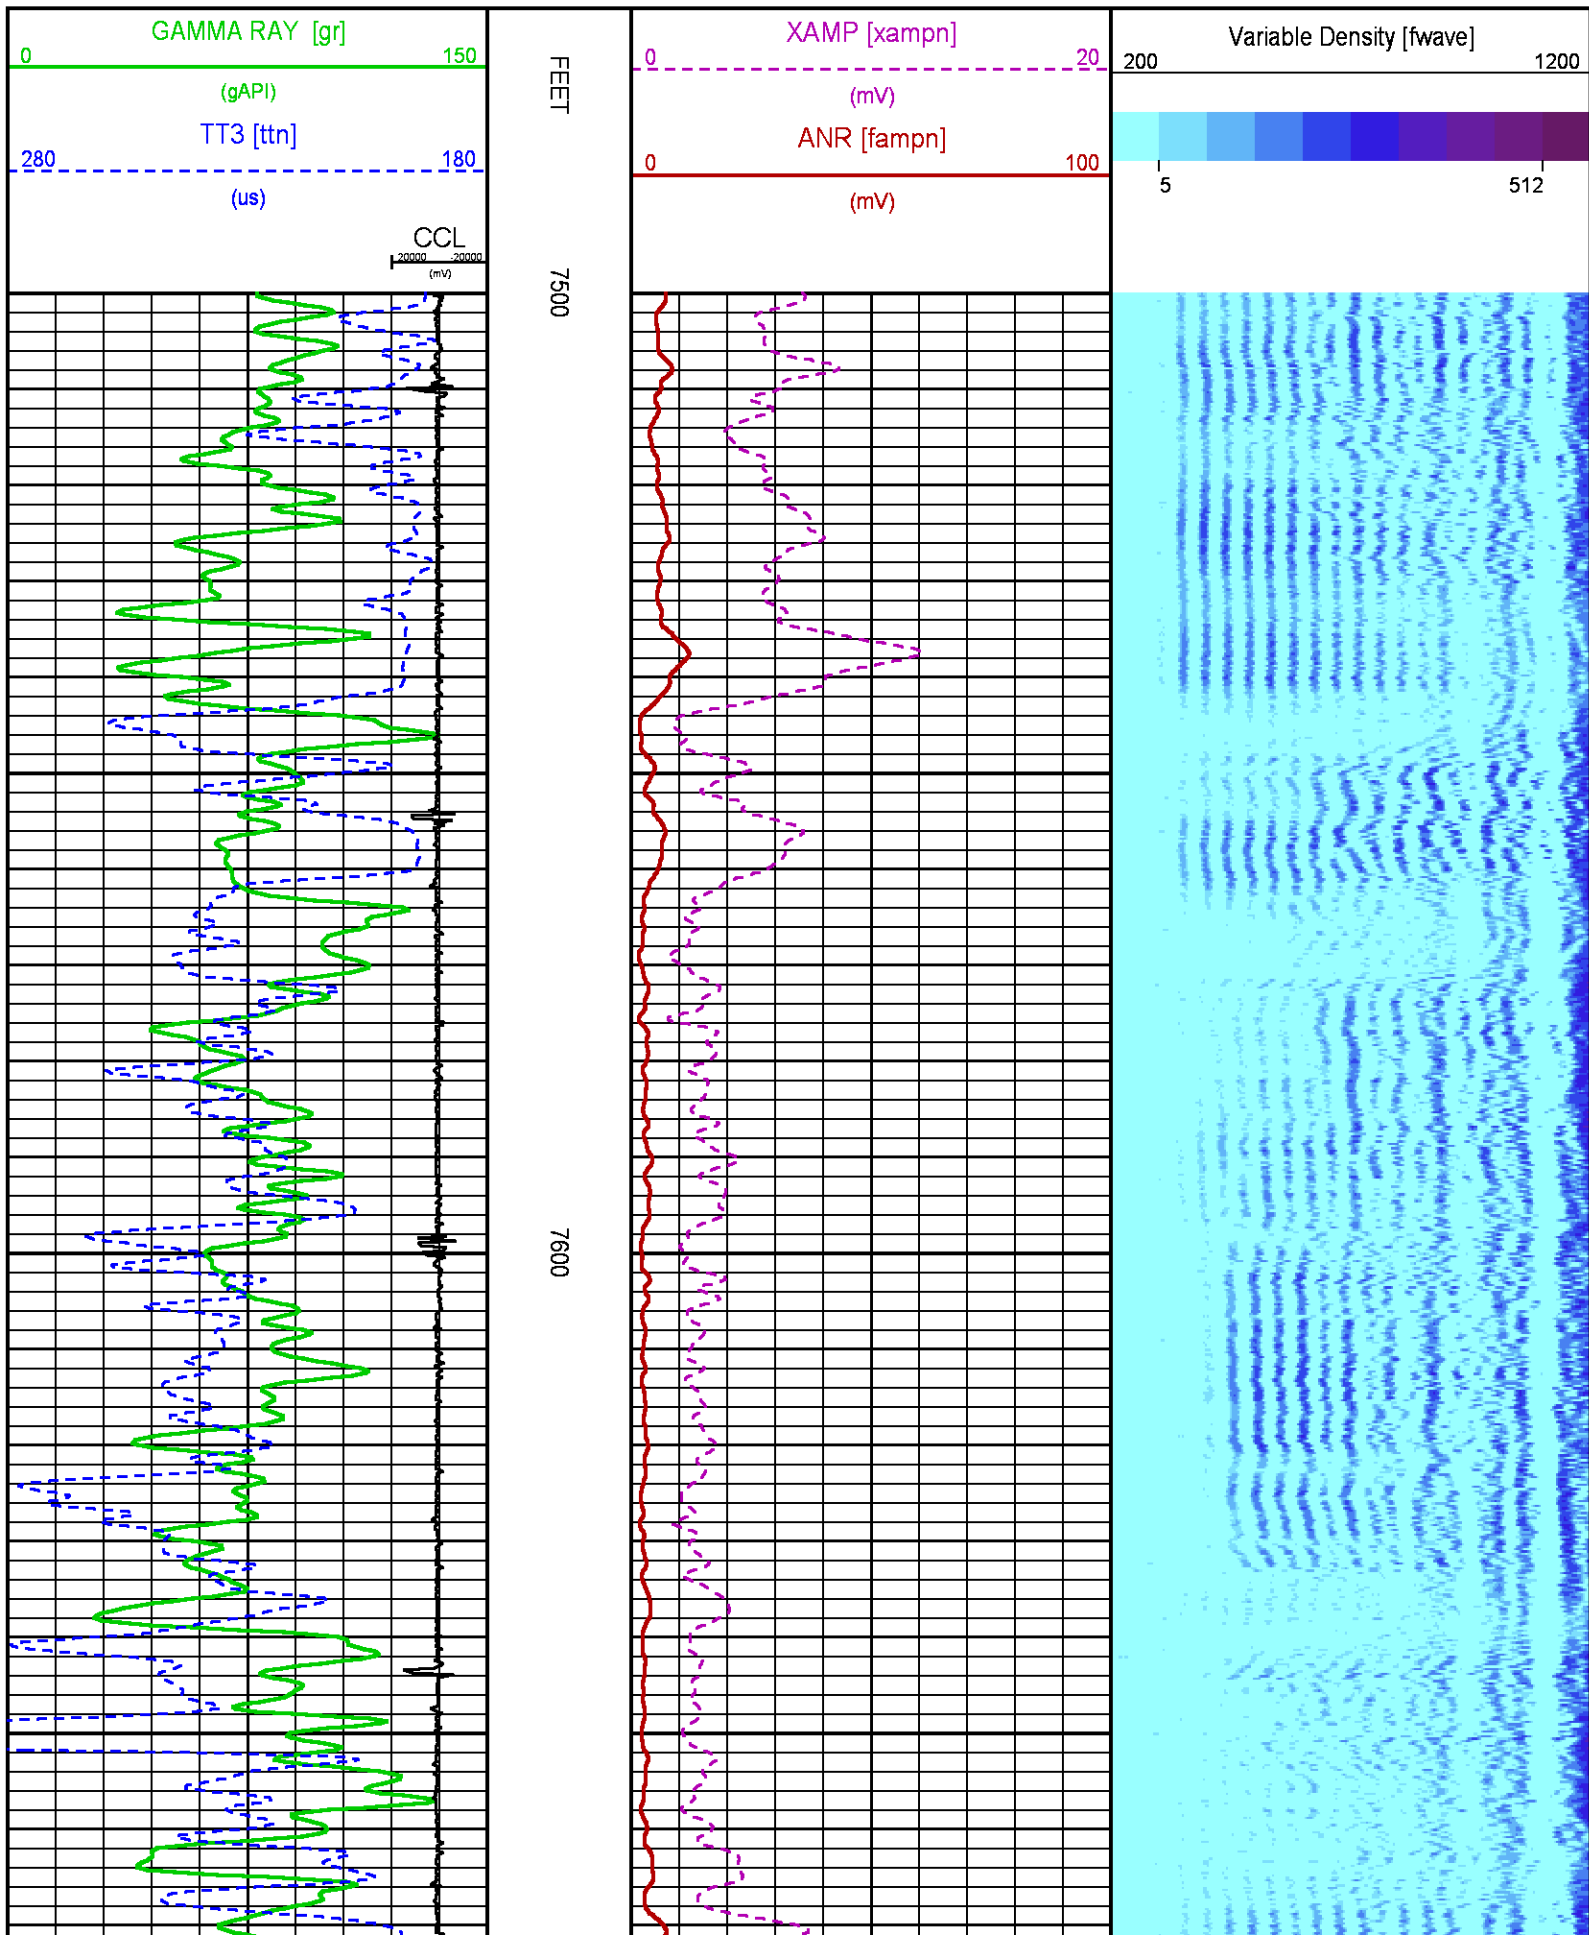 GAMMA RAY [gr]
0 150
(gAPI)
TT3 [ttn]
280 180
(us)
CCL
20000 -20000
(mV)
FEET
7500
7600
XAMP [xampn]
0 20
(mV)
ANR [fampn]
0 100
(mV)
Variable Density [fwave]
200 1200
5 512